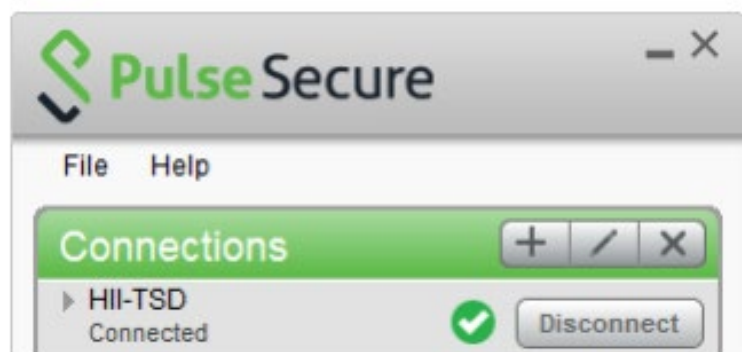 Pulse Secure
File Help
Connections
HII-TSD
Connected
Disconnect